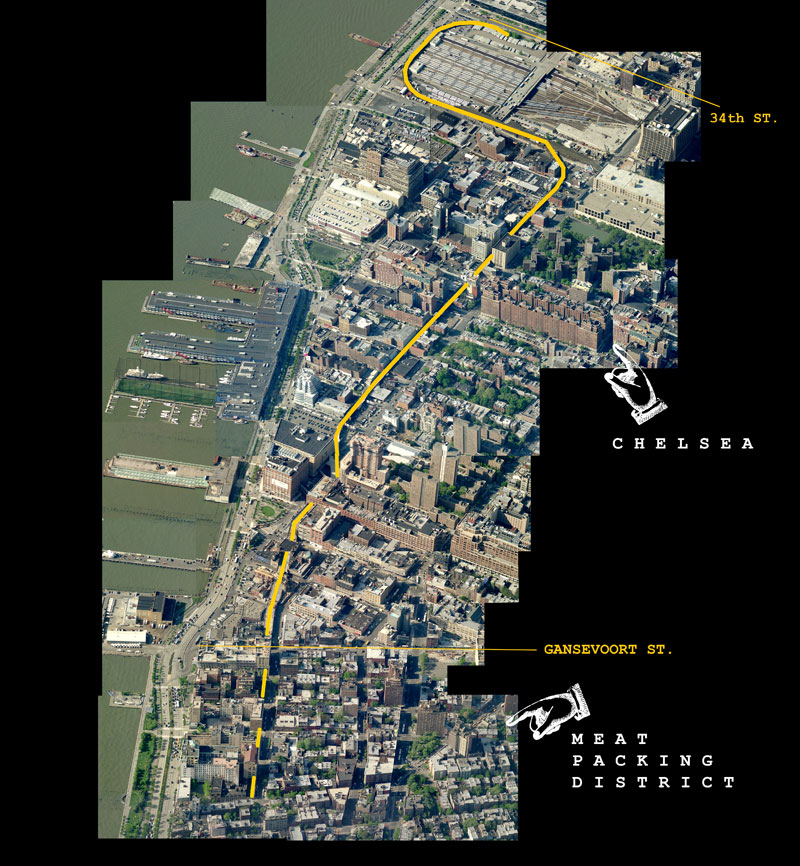 34th ST.
CHELSEA
GANSEVOORT ST.
MEAT
PACKING
DISTRICT